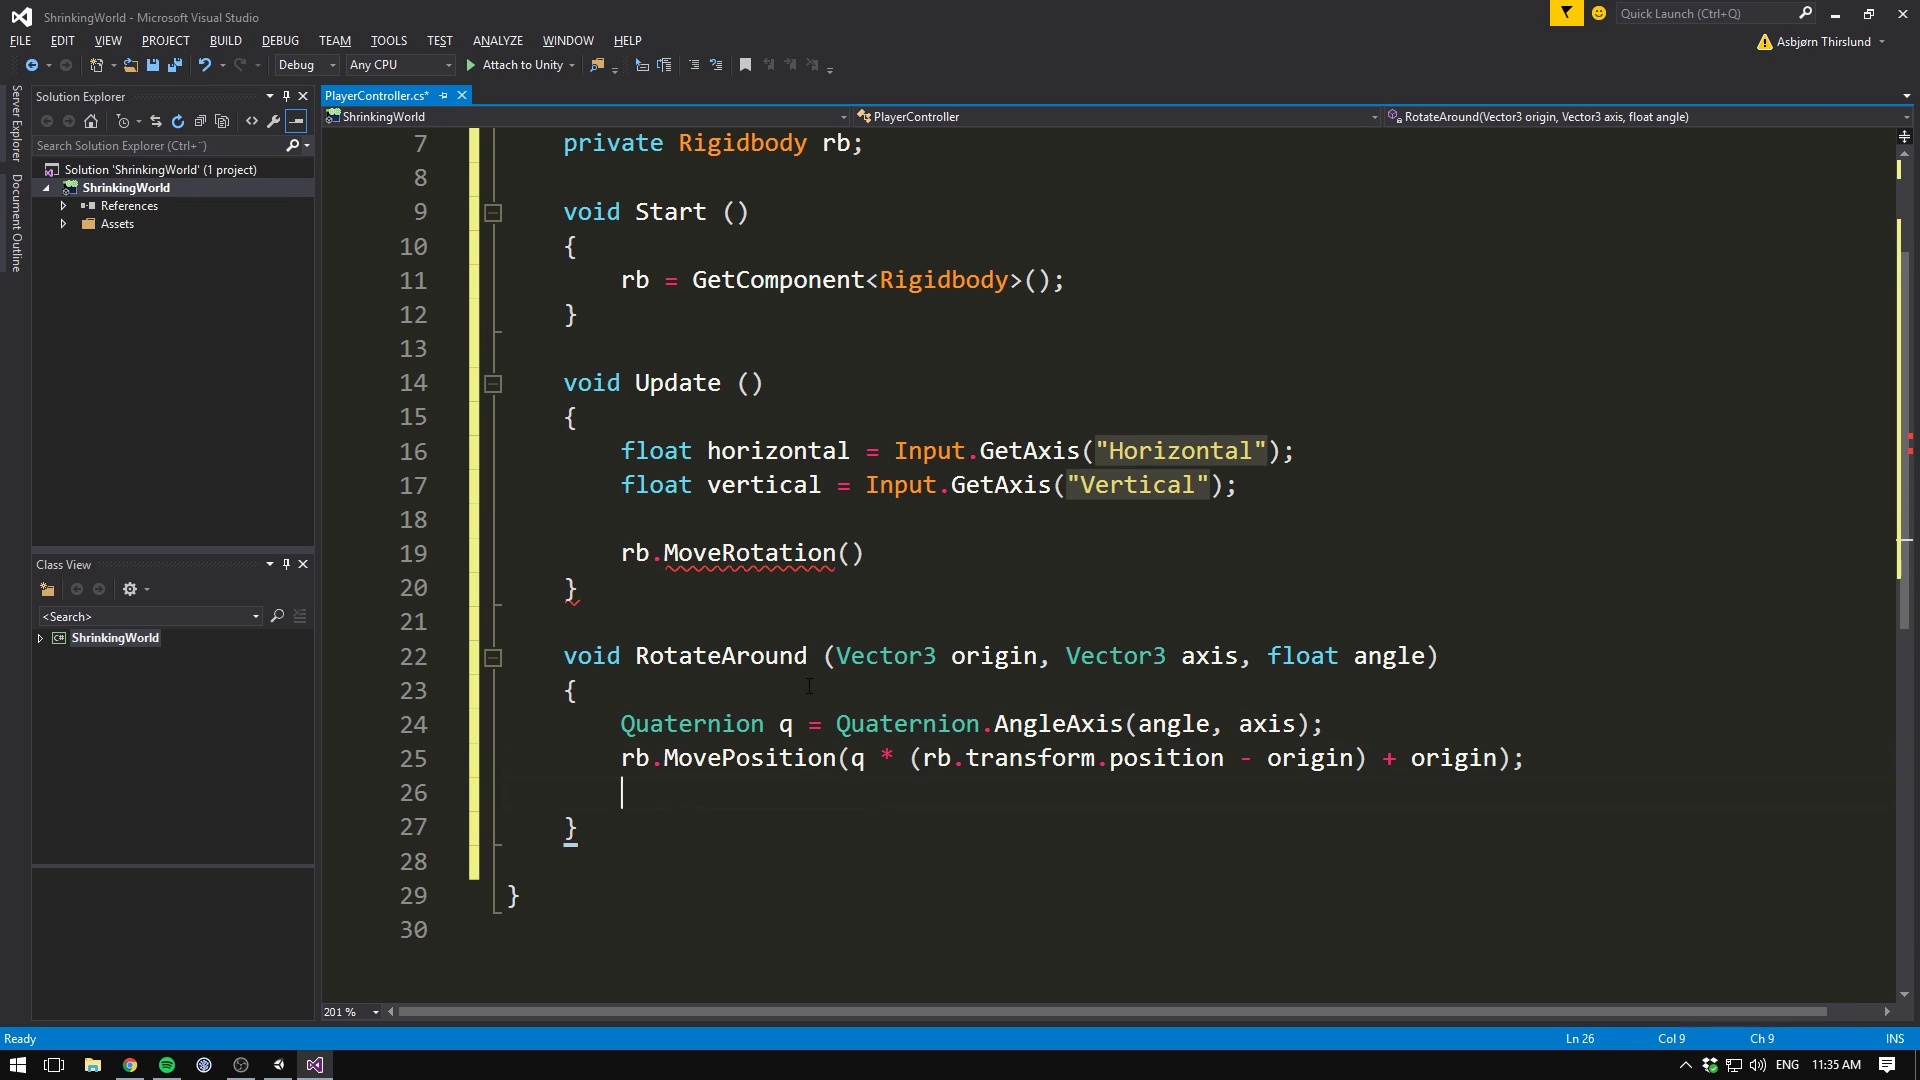 ShrinkingWorld - Microsoft Visual Studio
Quick Launch (Ctrl+Q)
FILE EDIT VIEW PROJECT BUILD DEBUG TEAM TOOLS TEST ANALYZE WINDOW HELP
Asbjørn Thirslund
Debug Any CPU Attach to Unity
Server Explorer
Document Outline
Solution Explorer
Search Solution Explorer (Ctrl+¨)
Solution 'ShrinkingWorld' (1 project)
ShrinkingWorld
References
Assets
Class View
<Search>
ShrinkingWorld
PlayerController.cs*
ShrinkingWorld PlayerController RotateAround(Vector3 origin, Vector3 axis, float angle)
7 private Rigidbody rb;
8
9 void Start ()
10 {
11 rb = GetComponent<Rigidbody>();
12 }
13
14 void Update ()
15 {
16 float horizontal = Input.GetAxis("Horizontal");
17 float vertical = Input.GetAxis("Vertical");
18
19 rb.MoveRotation()
20 }
21
22 void RotateAround (Vector3 origin, Vector3 axis, float angle)
23 {
24 Quaternion q = Quaternion.AngleAxis(angle, axis);
25 rb.MovePosition(q * (rb.transform.position - origin) + origin);
26
27 }
28
29 }
30
201 %
Ready Ln 26 Col 9 Ch 9 INS
ENG 11:35 AM